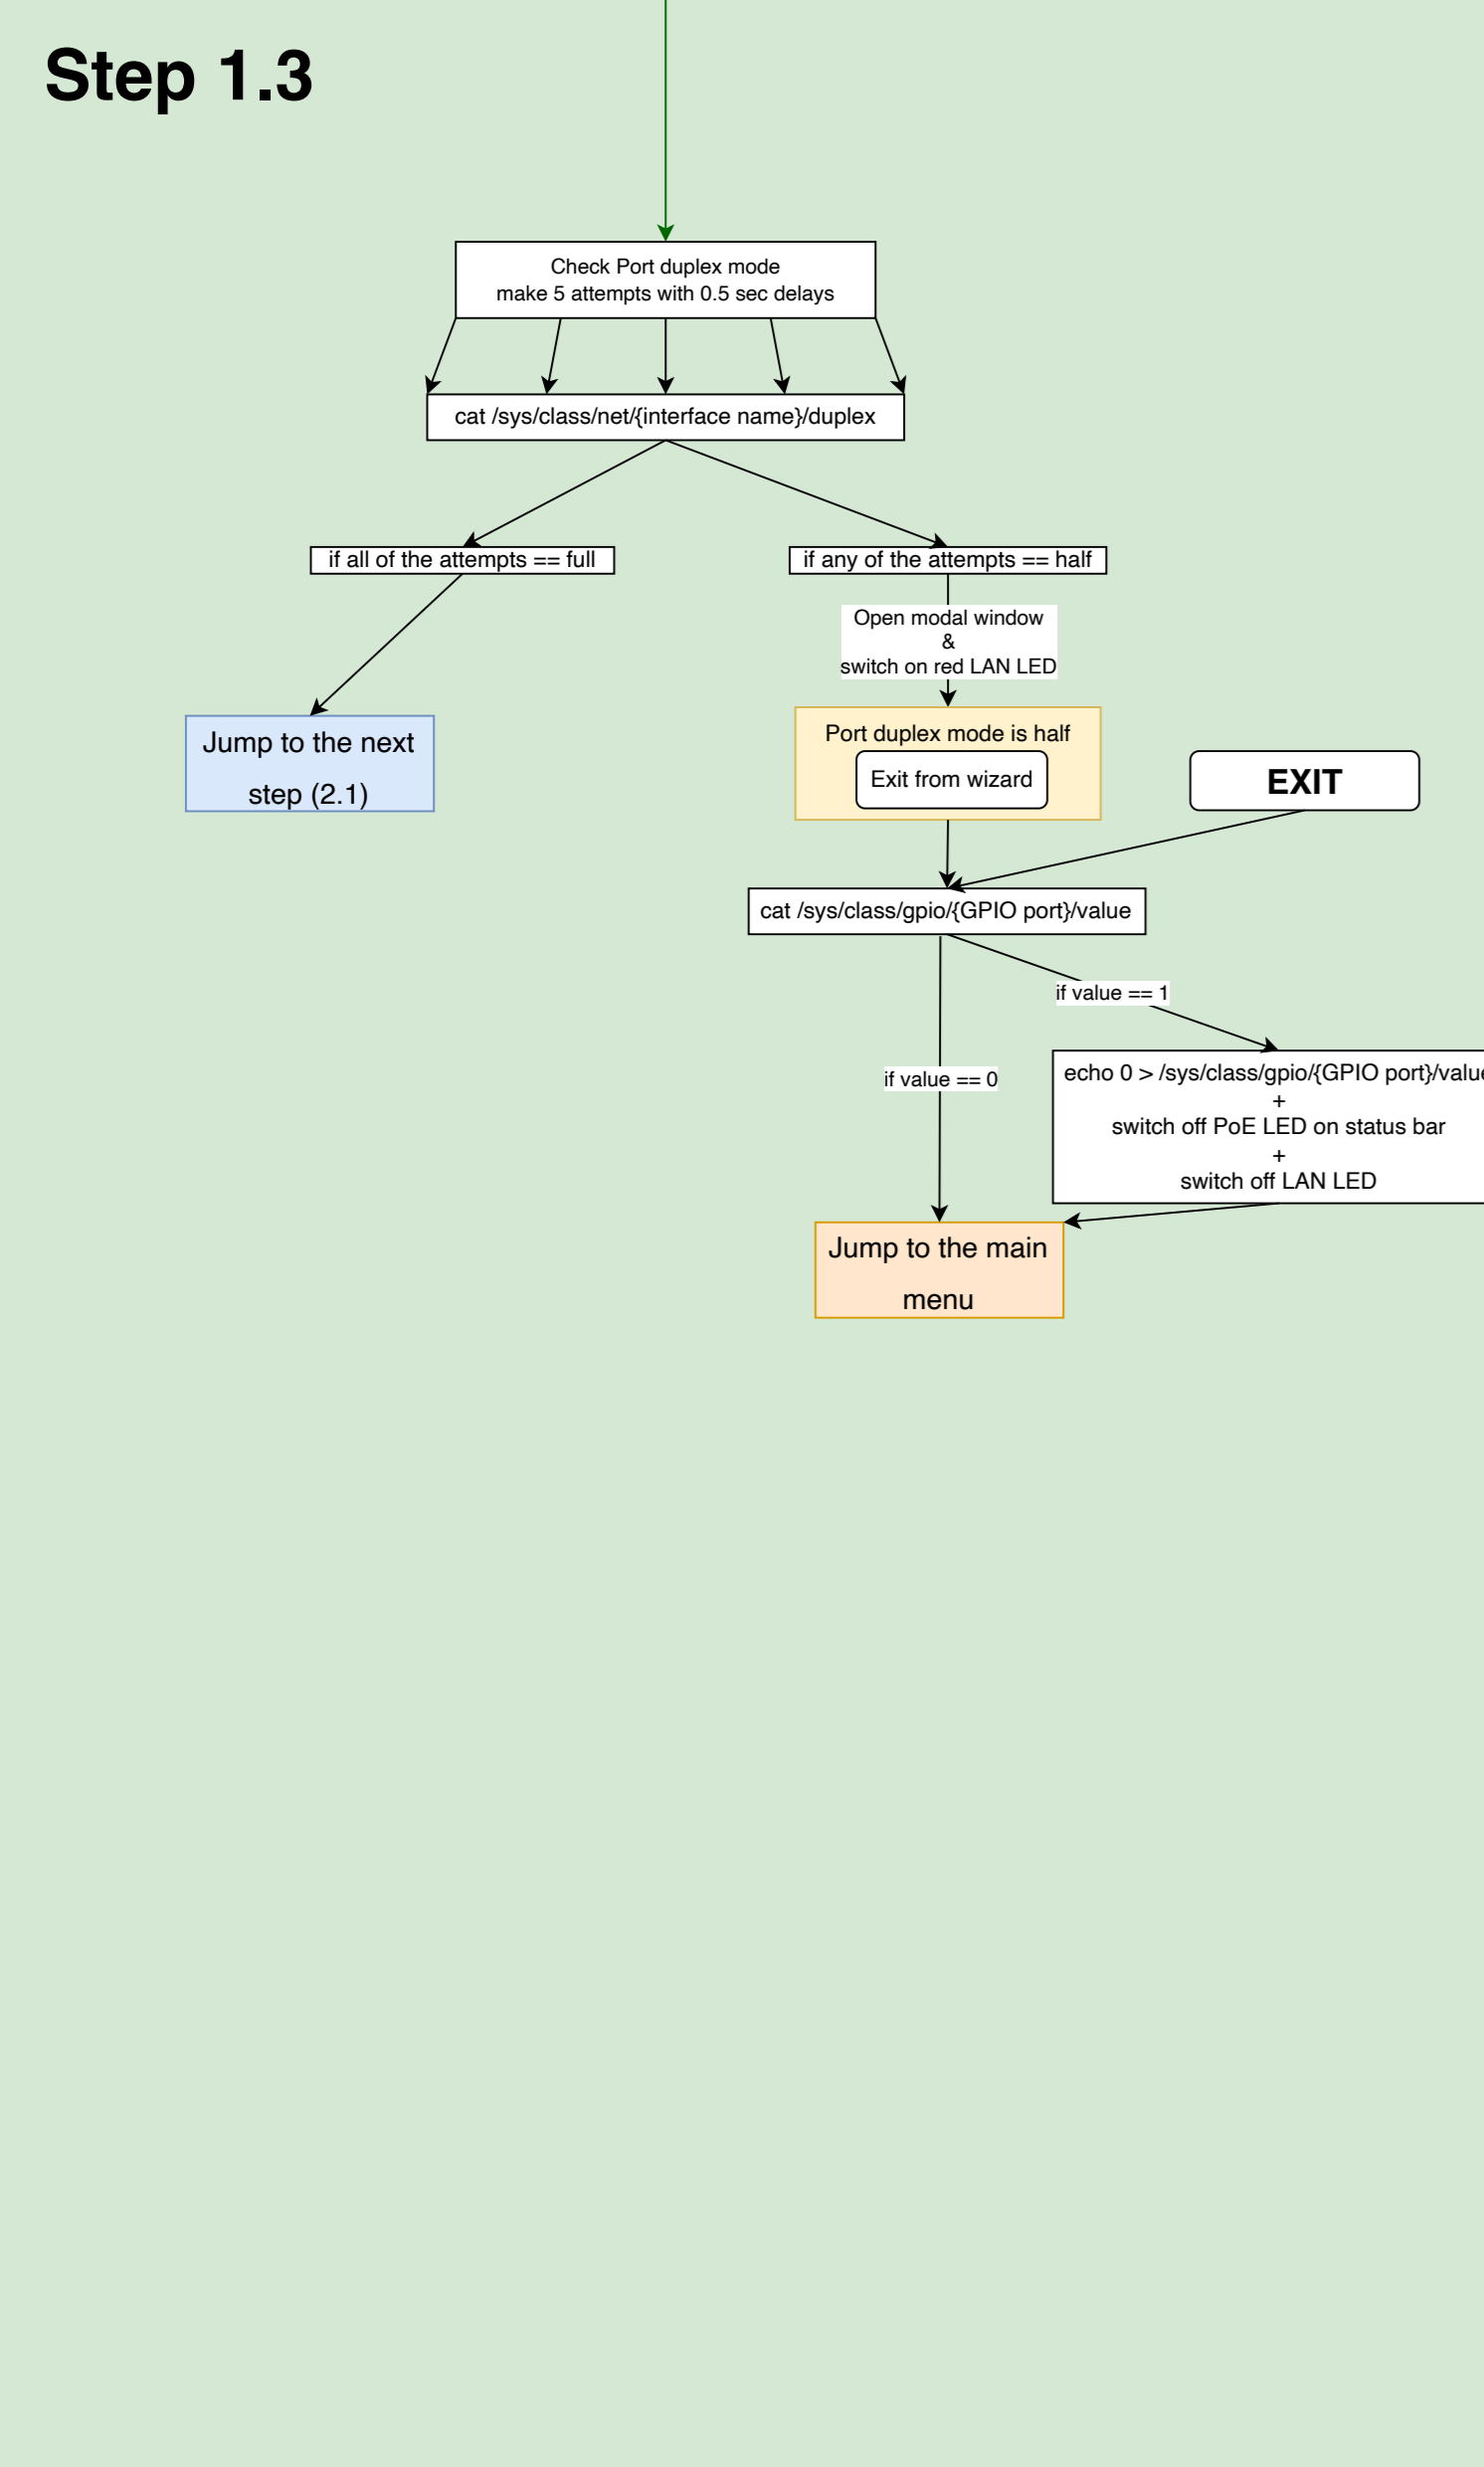 Step 1.3
Check Port duplex mode
make 5 attempts with 0.5 sec delays
cat /sys/class/net/{interface name}/duplex
if all of the attempts == full
if any of the attempts == half
Open modal window
&
switch on red LAN LED
Jump to the next
step (2.1)
Port duplex mode is half
Exit from wizard
EXIT
cat /sys/class/gpio/{GPIO port}/value
if value == 1
if value == 0
echo 0 > /sys/class/gpio/{GPIO port}/value
+
switch off PoE LED on status bar
+
switch off LAN LED
Jump to the main
menu